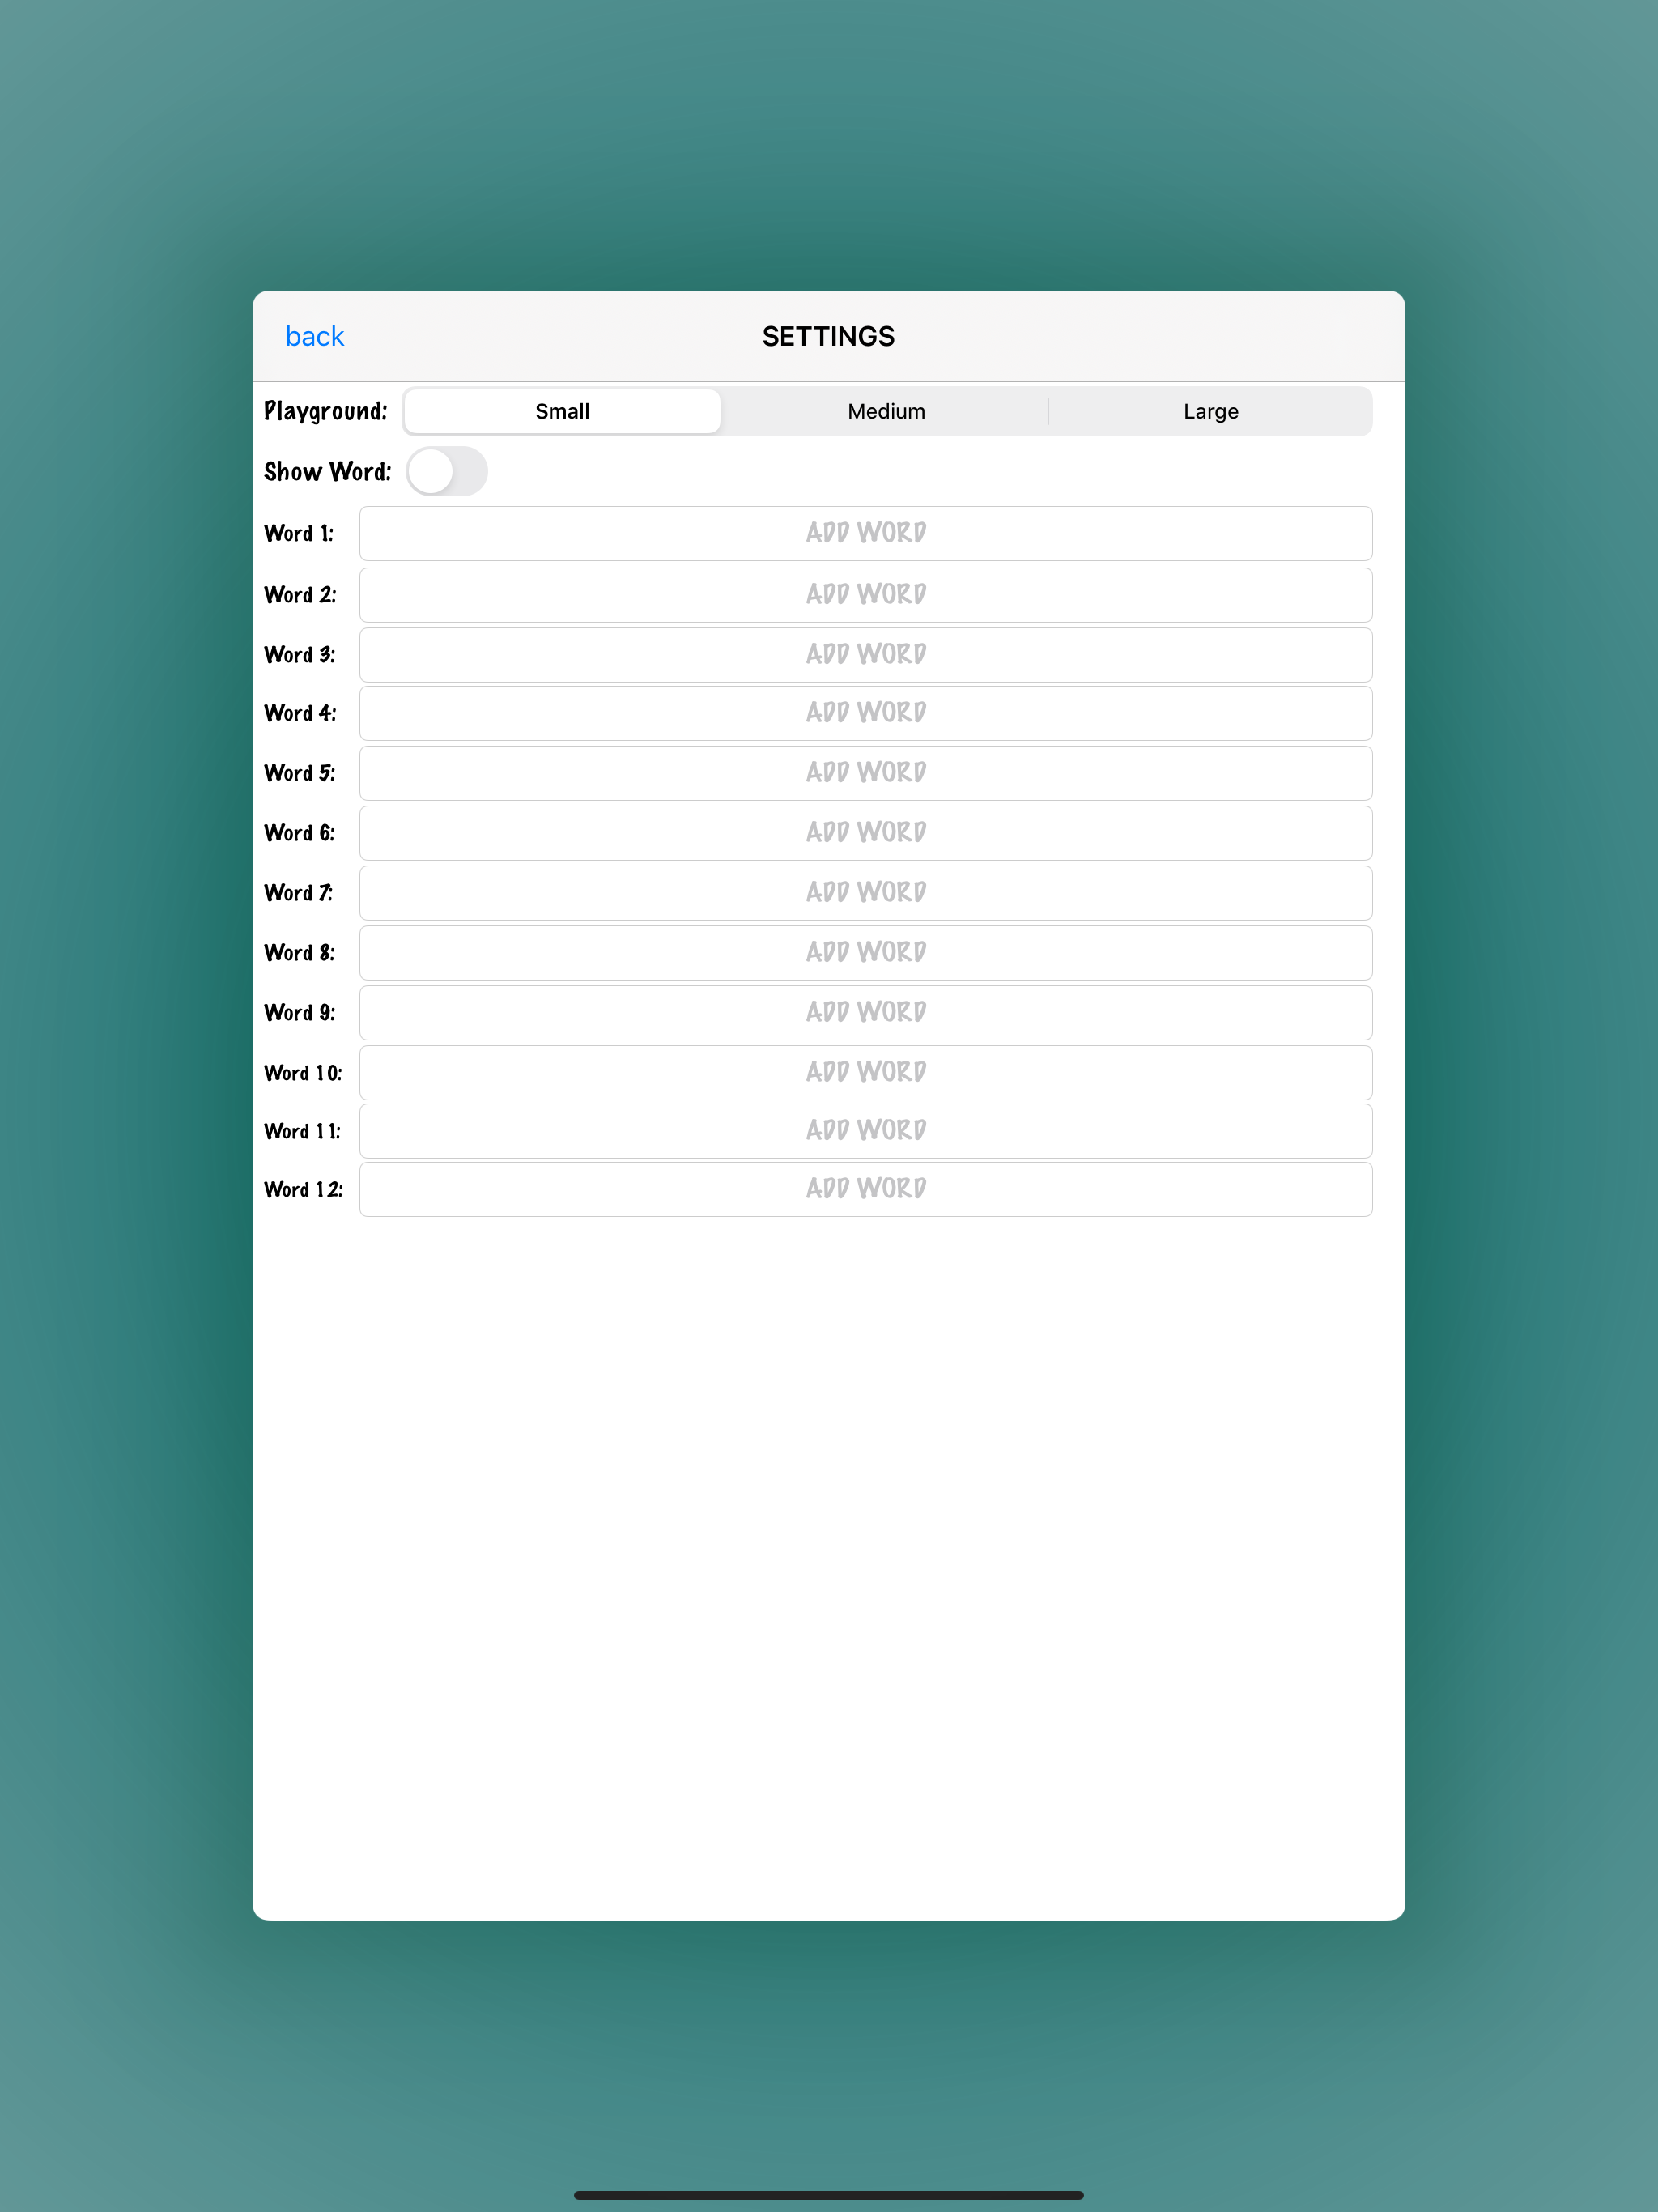 back SETTINGS
Playground: Small Medium Large
Show Word:
Word 1: ADD WORD
Word 2: ADD WORD
Word 3: ADD WORD
Word 4: ADD WORD
Word 5: ADD WORD
Word 6: ADD WORD
Word 7: ADD WORD
Word 8: ADD WORD
Word 9: ADD WORD
Word 10: ADD WORD
Word 11: ADD WORD
Word 12: ADD WORD